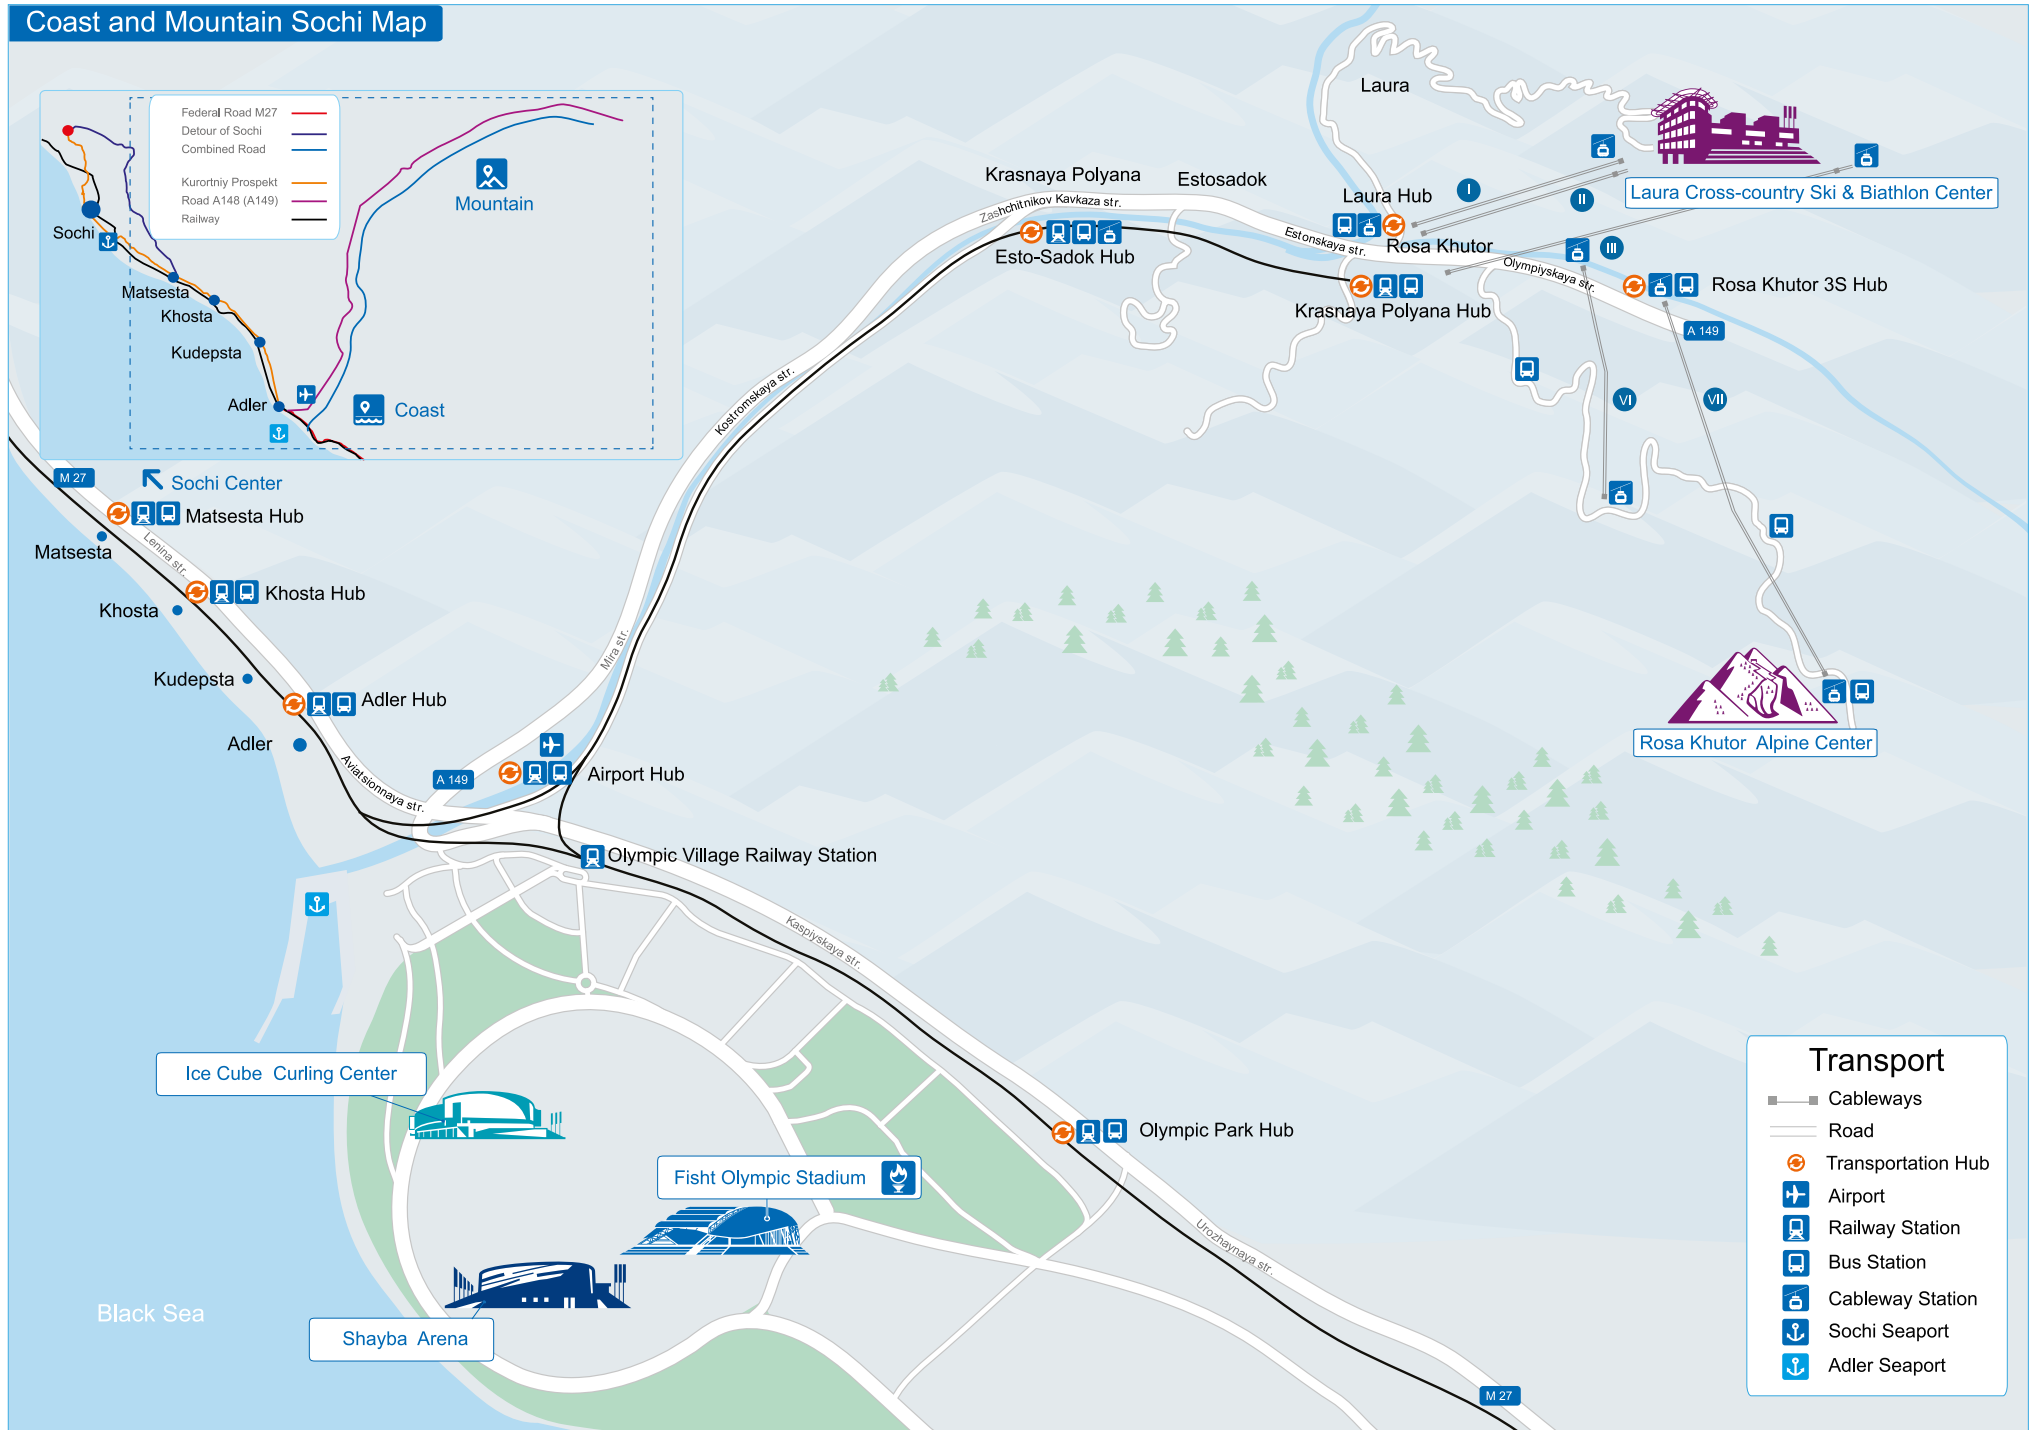 Coast and Mountain Sochi Map
Federal Road M27
Detour of Sochi
Combined Road
Kurortniy Prospekt
Road A148 (A149)
Railway
Mountain
Sochi
Matsesta
Khosta
Kudepsta
Adler
Coast
Laura
Krasnaya Polyana
Estosadok
Laura Hub
I
II
Laura Cross-country Ski & Biathlon Center
Zashchitnikov Kavkaza str.
Estonskaya str.
Rosa Khutor
III
Esto-Sadok Hub
Olympiyskaya str.
Rosa Khutor 3S Hub
Krasnaya Polyana Hub
A 149
Kostromskaya str.
VI
VII
M 27
Sochi Center
Matsesta Hub
Matsesta
Lenina str.
Khosta Hub
Khosta
Mira str.
Kudepsta
Adler Hub
Adler
Rosa Khutor Alpine Center
Aviatsionnaya str.
A 149
Airport Hub
Olympic Village Railway Station
Kaspiyskaya str.
Ice Cube Curling Center
Olympic Park Hub
Fisht Olympic Stadium
Urozhaynaya str.
Black Sea
Shayba Arena
M 27
Transport
Cableways
Road
Transportation Hub
Airport
Railway Station
Bus Station
Cableway Station
Sochi Seaport
Adler Seaport